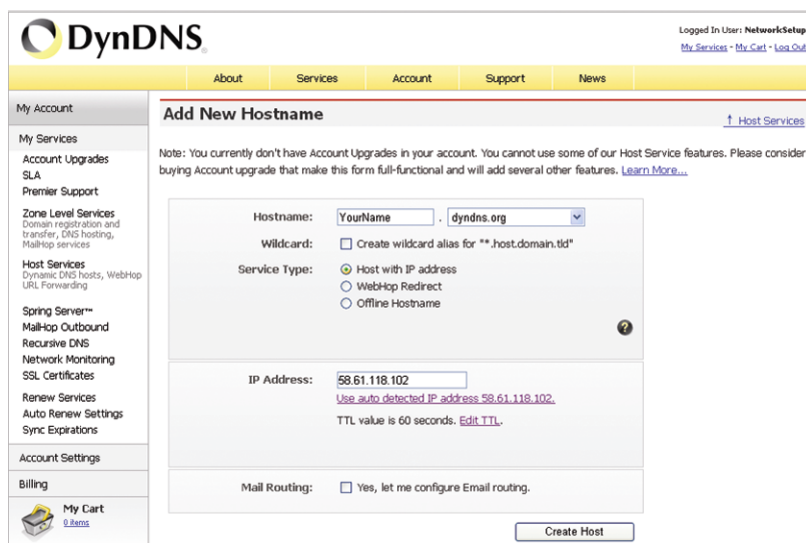 DynDNS
Logged In User: NetworkSetup
My Services - My Cart - Log Out
About Services Account Support News
My Account
My Services
Account Upgrades
SLA
Premier Support
Zone Level Services
Domain registration and
transfer, DNS hosting,
MailHop services
Host Services
Dynamic DNS hosts, WebHop
URL Forwarding
Spring Server™
MailHop Outbound
Recursive DNS
Network Monitoring
SSL Certificates
Renew Services
Auto Renew Settings
Sync Expirations
Account Settings
Billing
My Cart
0 items
Add New Hostname
↑ Host Services
Note: You currently don't have Account Upgrades in your account. You cannot use some of our Host Service features. Please consider
buying Account upgrade that make this form full-functional and will add several other features. Learn More...
Hostname: YourName . dyndns.org
Wildcard: Create wildcard alias for "*.host.domain.tld"
Service Type: Host with IP address
WebHop Redirect
Offline Hostname
?
IP Address: 58.61.118.102
Use auto detected IP address 58.61.118.102.
TTL value is 60 seconds. Edit TTL.
Mail Routing: Yes, let me configure Email routing.
Create Host